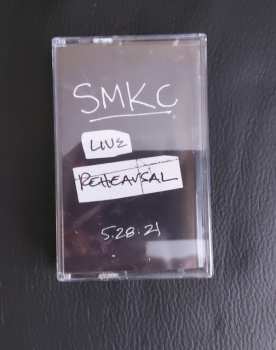 SMKC
LIVE
REHEARSAL
5.28.21